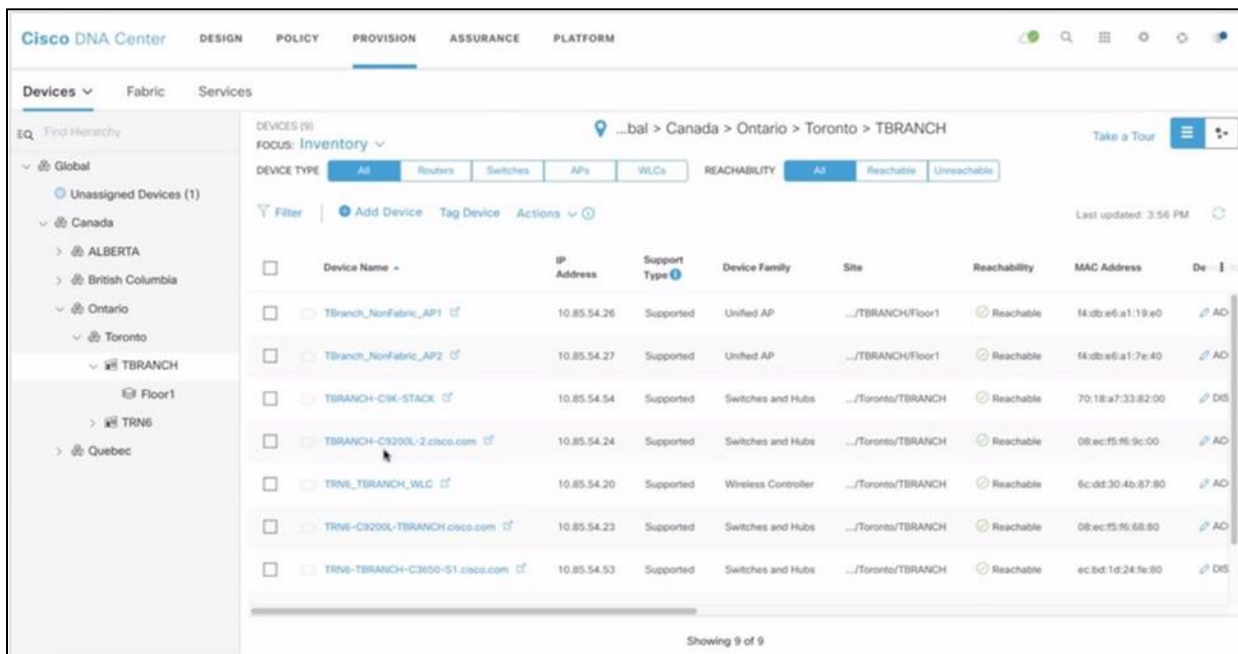 Cisco DNA Center DESIGN POLICY PROVISION ASSURANCE PLATFORM
Devices Fabric Services
Find Hierarchy
Global
Unassigned Devices (1)
Canada
ALBERTA
British Columbia
Ontario
Toronto
TBRANCH
Floor1
TRN6
Quebec
DEVICES (9)
FOCUS: Inventory
...bal > Canada > Ontario > Toronto > TBRANCH
Take a Tour
DEVICE TYPE All Routers Switches APs WLCs REACHABILITY All Reachable Unreachable
Filter Add Device Tag Device Actions Last updated: 3:56 PM
Device Name IP Address Support Type Device Family Site Reachability MAC Address De
TBranch_NonFabric_AP1 10.85.54.26 Supported Unified AP .../TBRANCH/Floor1 Reachable f4:db:e6:a1:19:e0 AC
TBranch_NonFabric_AP2 10.85.54.27 Supported Unified AP .../TBRANCH/Floor1 Reachable f4:db:e6:a1:7e:40 AC
TBRANCH-C9K-STACK 10.85.54.54 Supported Switches and Hubs .../Toronto/TBRANCH Reachable 70:18:a7:33:82:00 DIS
TBRANCH-C9200L-2.cisco.com 10.85.54.24 Supported Switches and Hubs .../Toronto/TBRANCH Reachable 08:ec:f5:f6:9c:00 AC
TRN6_TBRANCH_WLC 10.85.54.20 Supported Wireless Controller .../Toronto/TBRANCH Reachable 6c:dd:30:4b:87:80 AC
TRN6-C9200L-TBRANCH.cisco.com 10.85.54.23 Supported Switches and Hubs .../Toronto/TBRANCH Reachable 08:ec:f5:f6:68:80 AC
TRN6-TBRANCH-C3650-S1.cisco.com 10.85.54.53 Supported Switches and Hubs .../Toronto/TBRANCH Reachable ec:bd:1d:24:fe:80 DIS
Showing 9 of 9